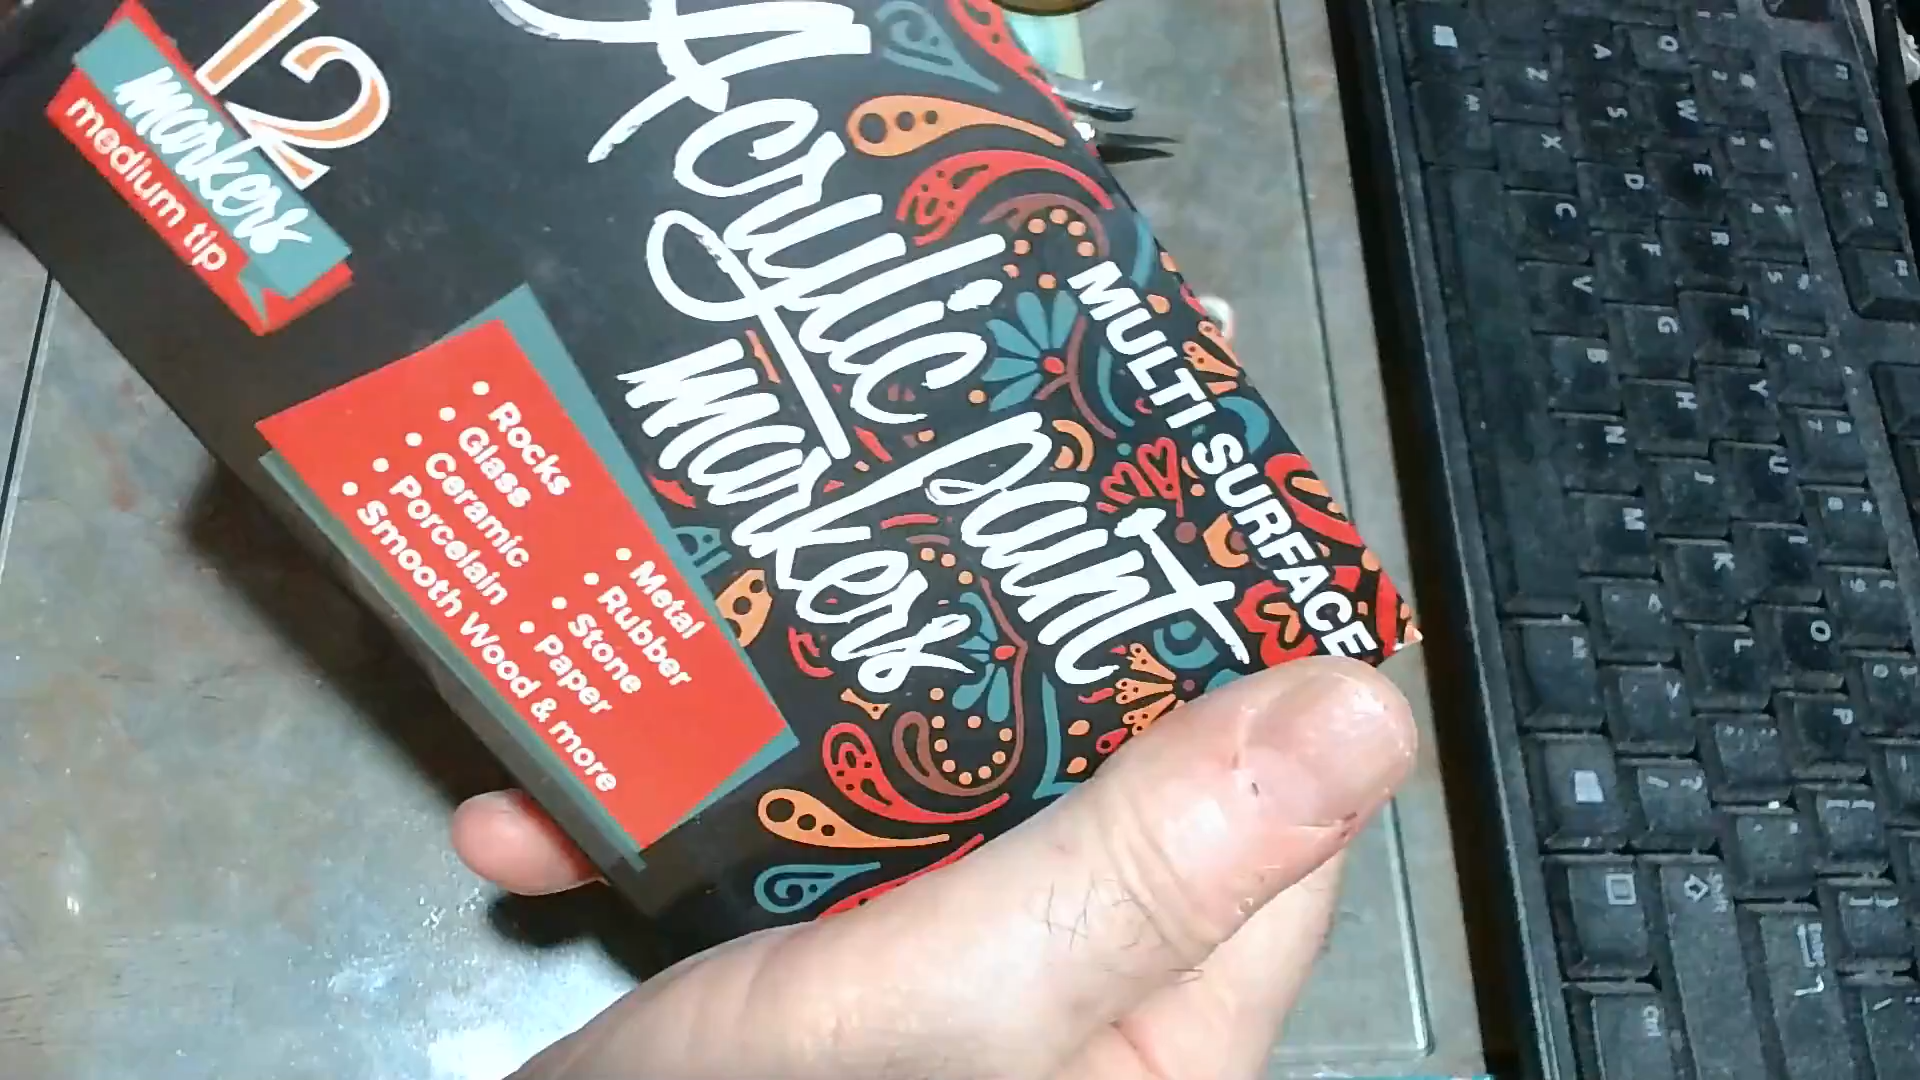 12
markers
medium tip
Acrylic paint
markers
MULTI SURFACE
• Rocks
• Glass
• Ceramic
• Porcelain
• Smooth Wood & more
• Metal
• Rubber
• Stone
• Paper
Q
W
E
R
T
Y
U
O
P
A
S
D
F
G
H
J
K
L
Z
X
C
V
B
N
M
Ctrl